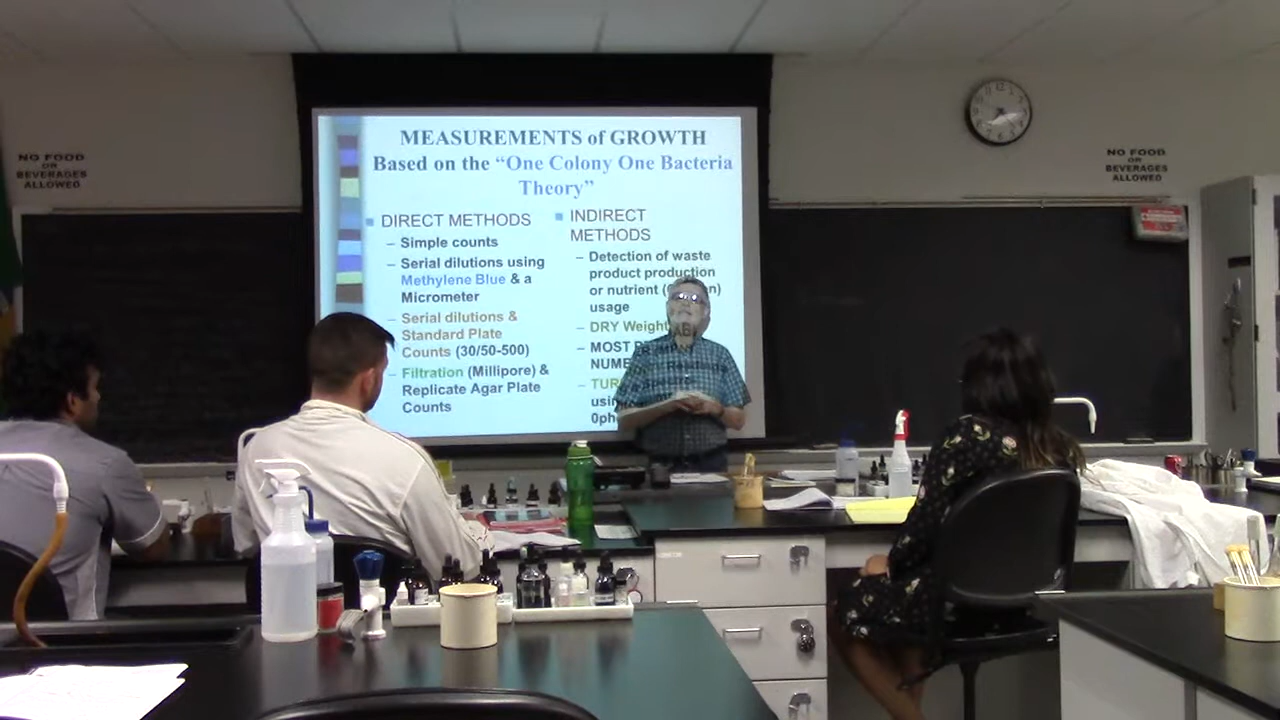 NO FOOD
OR
BEVERAGES
ALLOWED
MEASUREMENTS of GROWTH
Based on the “One Colony One Bacteria
Theory”
DIRECT METHODS
– Simple counts
– Serial dilutions using
Methylene Blue & a
Micrometer
– Serial dilutions &
Standard Plate
Counts (30/50-500)
– Filtration (Millipore) &
Replicate Agar Plate
Counts
INDIRECT
METHODS
– Detection of waste
product production
or nutrient
usage
– DRY Weight
– MOST
– 
NO FOOD
OR
BEVERAGES
ALLOWED